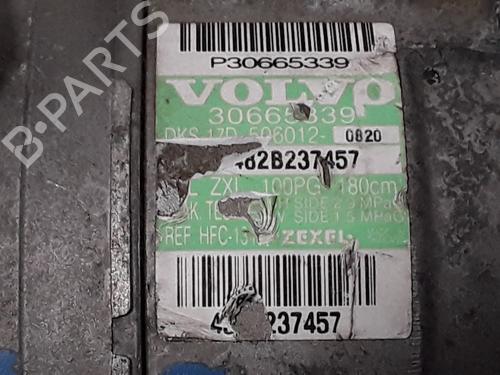 P30665339
VOLVO
30665339
DKS 17D 506012- 0820
482B237457
ZXL 100PG 180cm
SIDE 2.9 MPa
SIDE 1.5 MPaG
REF. HFC-13 ZEXEL
237457
B-PARTS